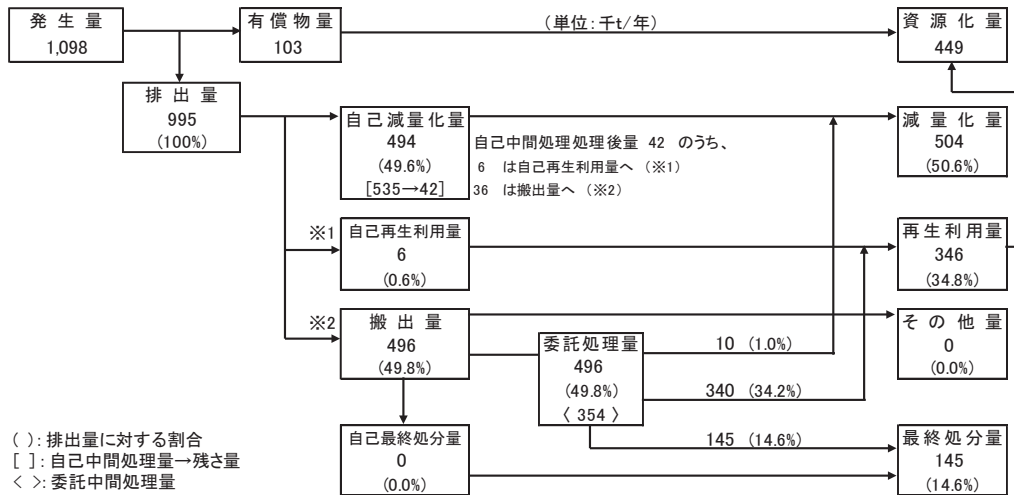 発生量
1,098
有償物量
103
(単位：千t/年)
資源化量
449
排出量
995
(100%)
自己減量化量
494
(49.6%)
[535→42]
自己中間処理処理後量 42 のうち、
6 は自己再生利用量へ (※1)
36 は搬出量へ (※2)
減量化量
504
(50.6%)
※1
自己再生利用量
6
(0.6%)
再生利用量
346
(34.8%)
※2
搬出量
496
(49.8%)
委託処理量
496
(49.8%)
〈 354 〉
10 (1.0%)
340 (34.2%)
145 (14.6%)
その他量
0
(0.0%)
自己最終処分量
0
(0.0%)
最終処分量
145
(14.6%)
( )：排出量に対する割合
[ ]：自己中間処理量→残さ量
< >：委託中間処理量